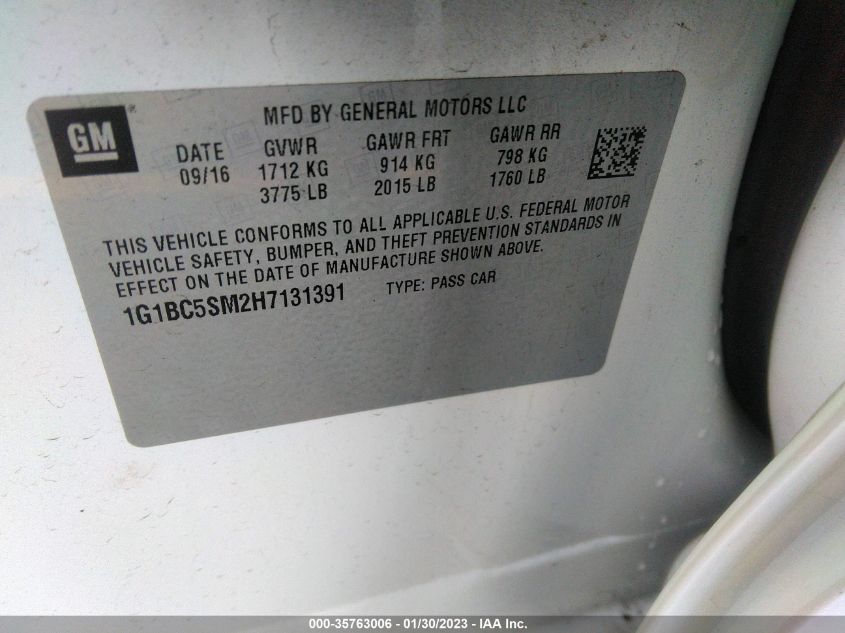 MFD BY GENERAL MOTORS LLC
GM ®
DATE GVWR GAWR FRT GAWR RR
09/16 1712 KG 914 KG 798 KG
3775 LB 2015 LB 1760 LB
THIS VEHICLE CONFORMS TO ALL APPLICABLE U.S. FEDERAL MOTOR
VEHICLE SAFETY, BUMPER, AND THEFT PREVENTION STANDARDS IN
EFFECT ON THE DATE OF MANUFACTURE SHOWN ABOVE.
1G1BC5SM2H7131391 TYPE: PASS CAR
000-35763006 - 01/30/2023 - IAA Inc.